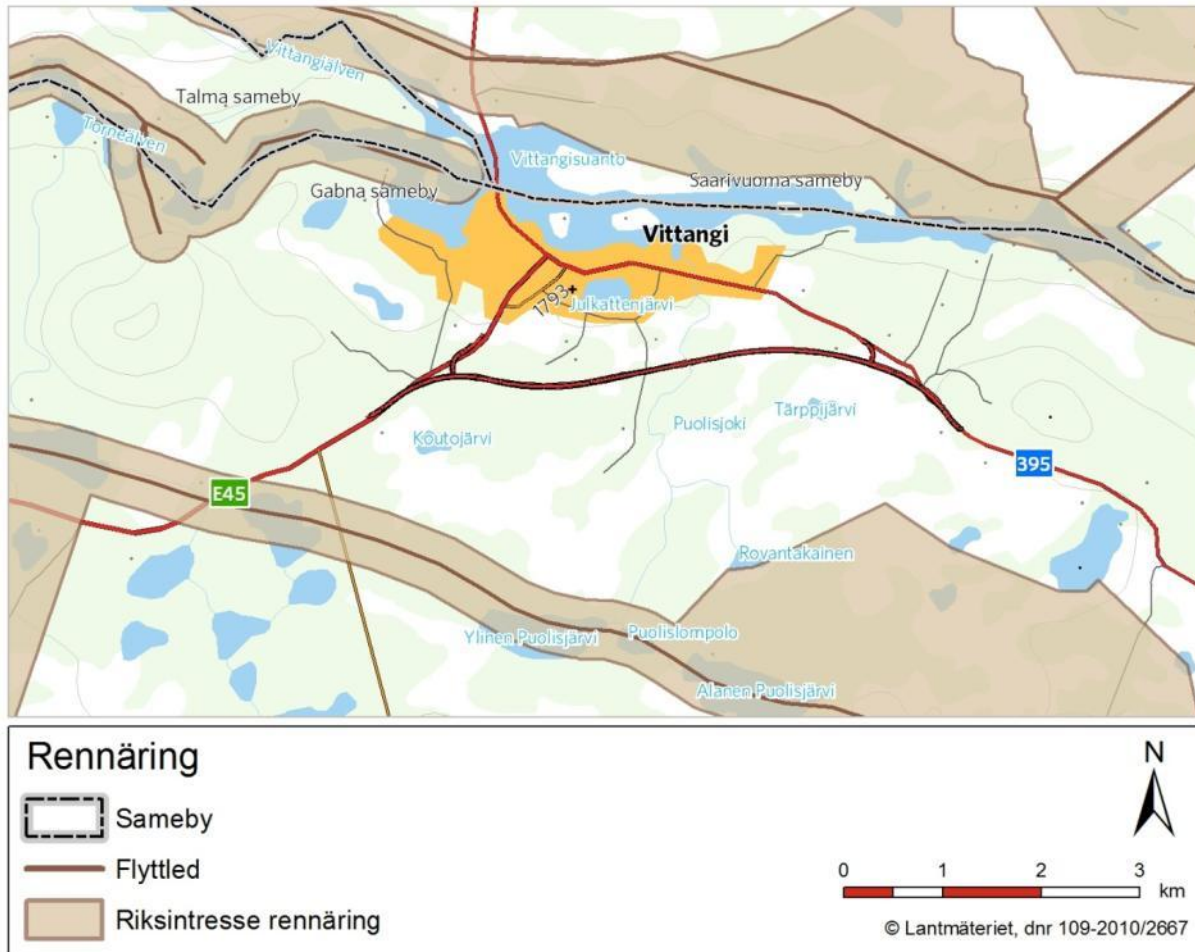 Vittangiälven
Talma sameby
Torneälven
Vittangisuanto
Gabna sameby
Saarivuoma sameby
Vittangi
1793
Julkattenjärvi
Tärppijärvi
Puolisjoki
Koutojärvi
395
E45
Rovantakainen
Ylinen Puolisjärvi
Puolislompolo
Alanen Puolisjärvi
Rennäring
Sameby
Flyttled
Riksintresse rennäring
N
0 1 2 3
km
© Lantmäteriet, dnr 109-2010/2667